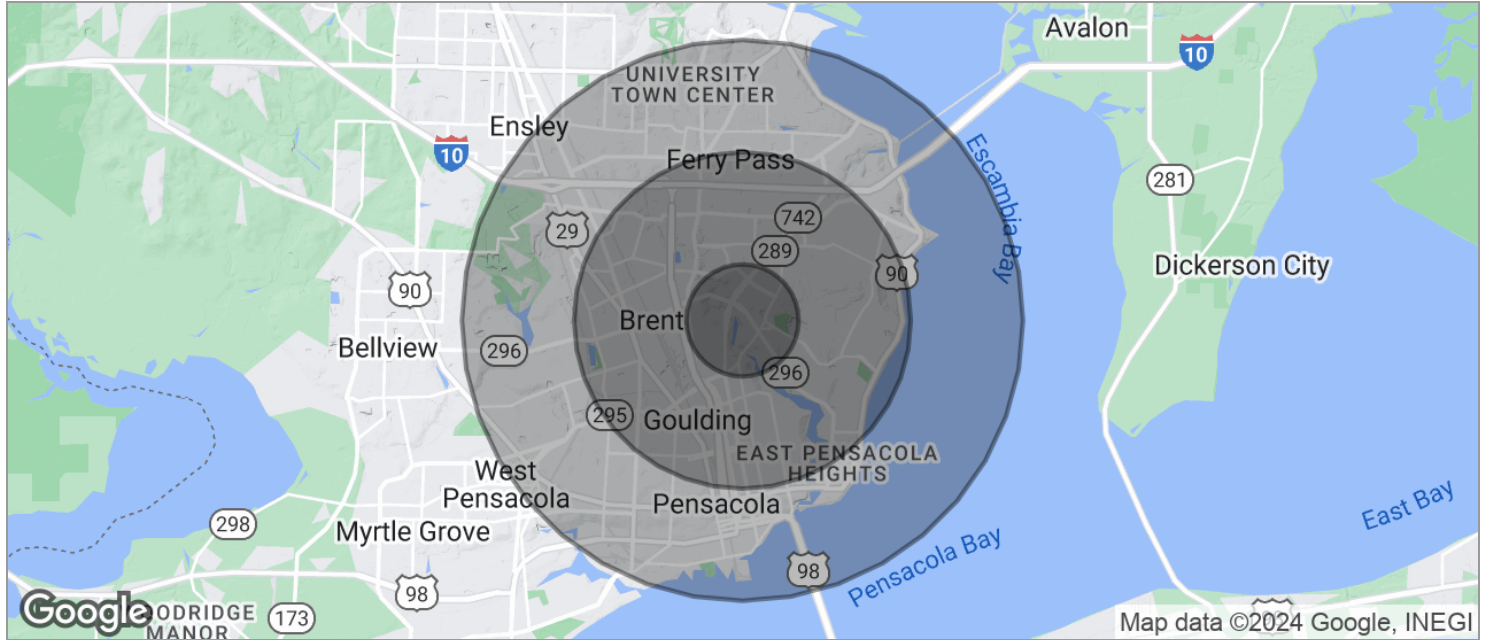 Avalon
10
UNIVERSITY
TOWN CENTER
Ensley
10
Ferry Pass
Escambia Bay
281
742
29
289
90
Dickerson City
90
Brent
Bellview
296
296
295
Goulding
EAST PENSACOLA
HEIGHTS
West
Pensacola
Pensacola
East Bay
298
Myrtle Grove
Pensacola Bay
98
98
173
Google
ODRIDGE
MANOR
Map data ©2024 Google, INEGI